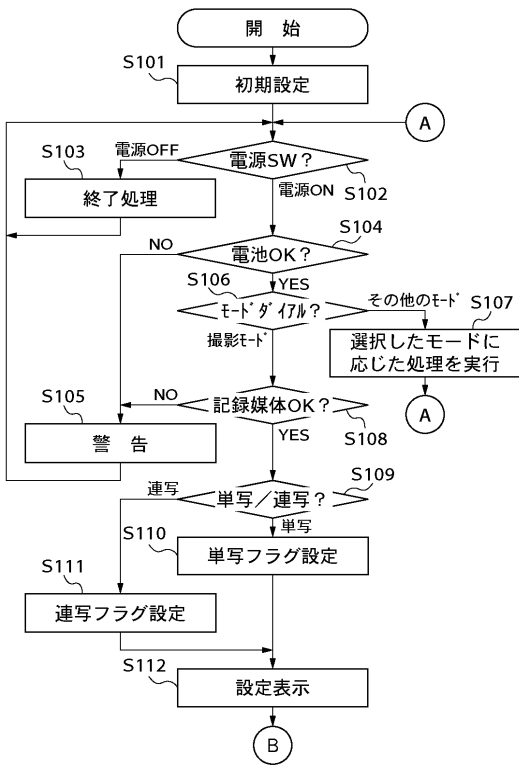 開 始
S101
初期設定
A
S103
電源OFF
電源SW?
S102
終了処理
電源ON
S104
NO
電池OK?
S106
YES
モードダイアル?
その他のモード
S107
撮影モード
選択したモードに
応じた処理を実行
A
S105
NO
記録媒体OK?
S108
警 告
YES
S109
連写
単写/連写?
S110
単写
単写フラグ設定
S111
連写フラグ設定
S112
設定表示
B